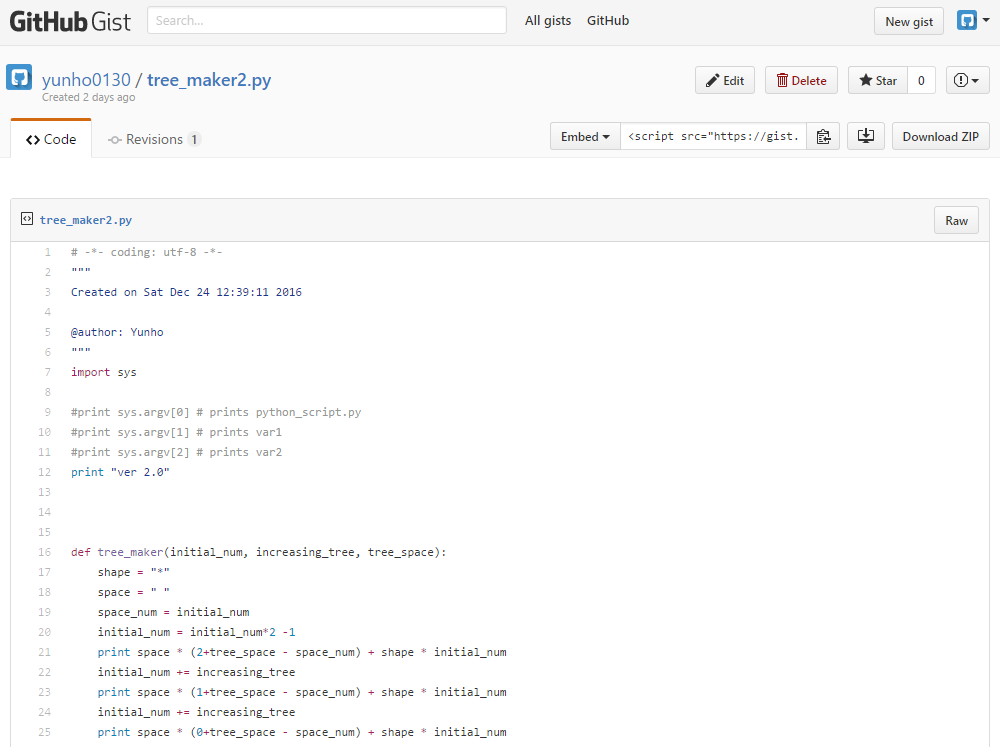 GitHub Gist Search... All gists GitHub New gist
yunho0130 / tree_maker2.py Edit Delete Star 0
Created 2 days ago
Code Revisions 1 Embed <script src="https://gist. Download ZIP
tree_maker2.py Raw
1 # -*- coding: utf-8 -*-
2 """
3 Created on Sat Dec 24 12:39:11 2016
4
5 @author: Yunho
6 """
7 import sys
8
9 #print sys.argv[0] # prints python_script.py
10 #print sys.argv[1] # prints var1
11 #print sys.argv[2] # prints var2
12 print "ver 2.0"
13
14
15
16 def tree_maker(initial_num, increasing_tree, tree_space):
17     shape = "*"
18     space = " "
19     space_num = initial_num
20     initial_num = initial_num*2 -1
21     print space * (2+tree_space - space_num) + shape * initial_num
22     initial_num += increasing_tree
23     print space * (1+tree_space - space_num) + shape * initial_num
24     initial_num += increasing_tree
25     print space * (0+tree_space - space_num) + shape * initial_num